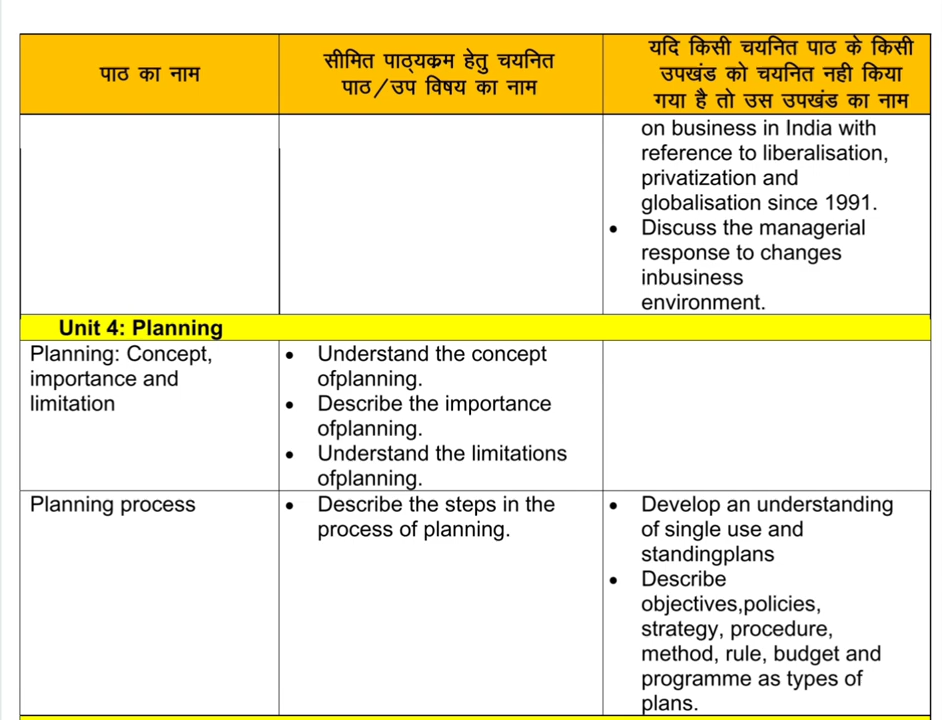 पाठ का नाम
सीमित पाठ्यक्रम हेतु चयनित
पाठ/उप विषय का नाम
यदि किसी चयनित पाठ के किसी
उपखंड को चयनित नही किया
गया है तो उस उपखंड का नाम
on business in India with
reference to liberalisation,
privatization and
globalisation since 1991.
• Discuss the managerial
response to changes
inbusiness
environment.
Unit 4: Planning
Planning: Concept,
importance and
limitation
• Understand the concept
ofplanning.
• Describe the importance
ofplanning.
• Understand the limitations
ofplanning.
Planning process
• Describe the steps in the
process of planning.
• Develop an understanding
of single use and
standingplans
• Describe
objectives,policies,
strategy, procedure,
method, rule, budget and
programme as types of
plans.